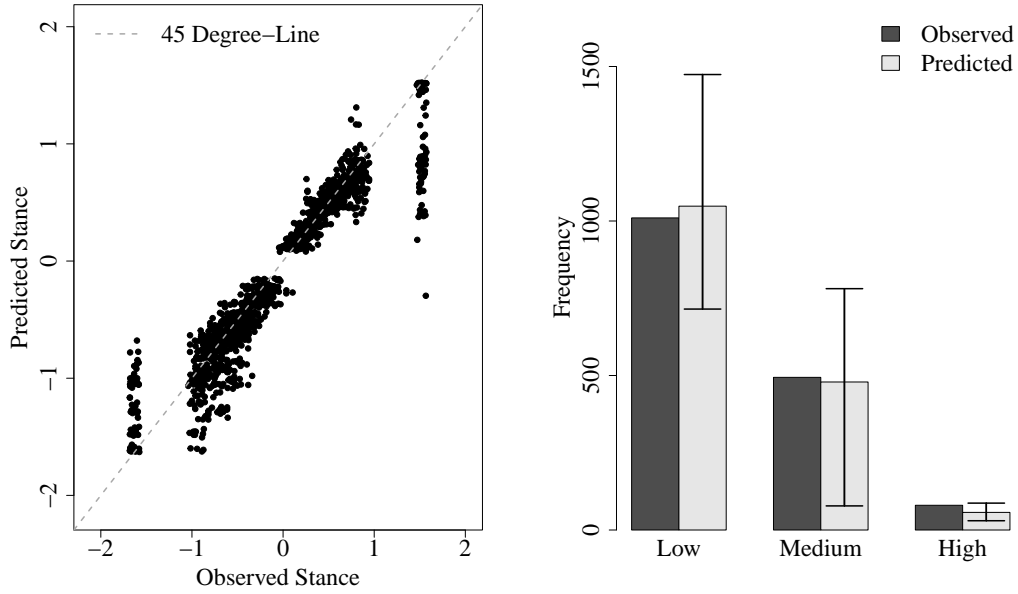 45 Degree−Line
2
1
0
−1
−2
Predicted Stance
−2 −1 0 1 2
Observed Stance
Observed
Predicted
1500
1000
500
0
Frequency
Low Medium High